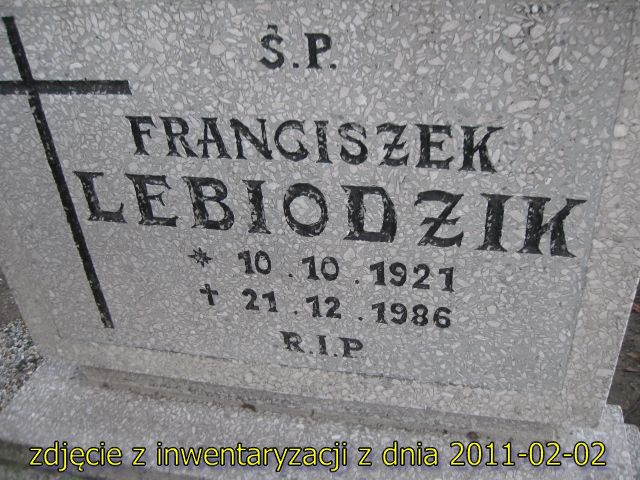 Ś.P.
FRANCISZEK
LEBIODZIK
* 10.10.1921
† 21.12.1986
R.I.P
zdjęcie z inwentaryzacji z dnia 2011-02-02